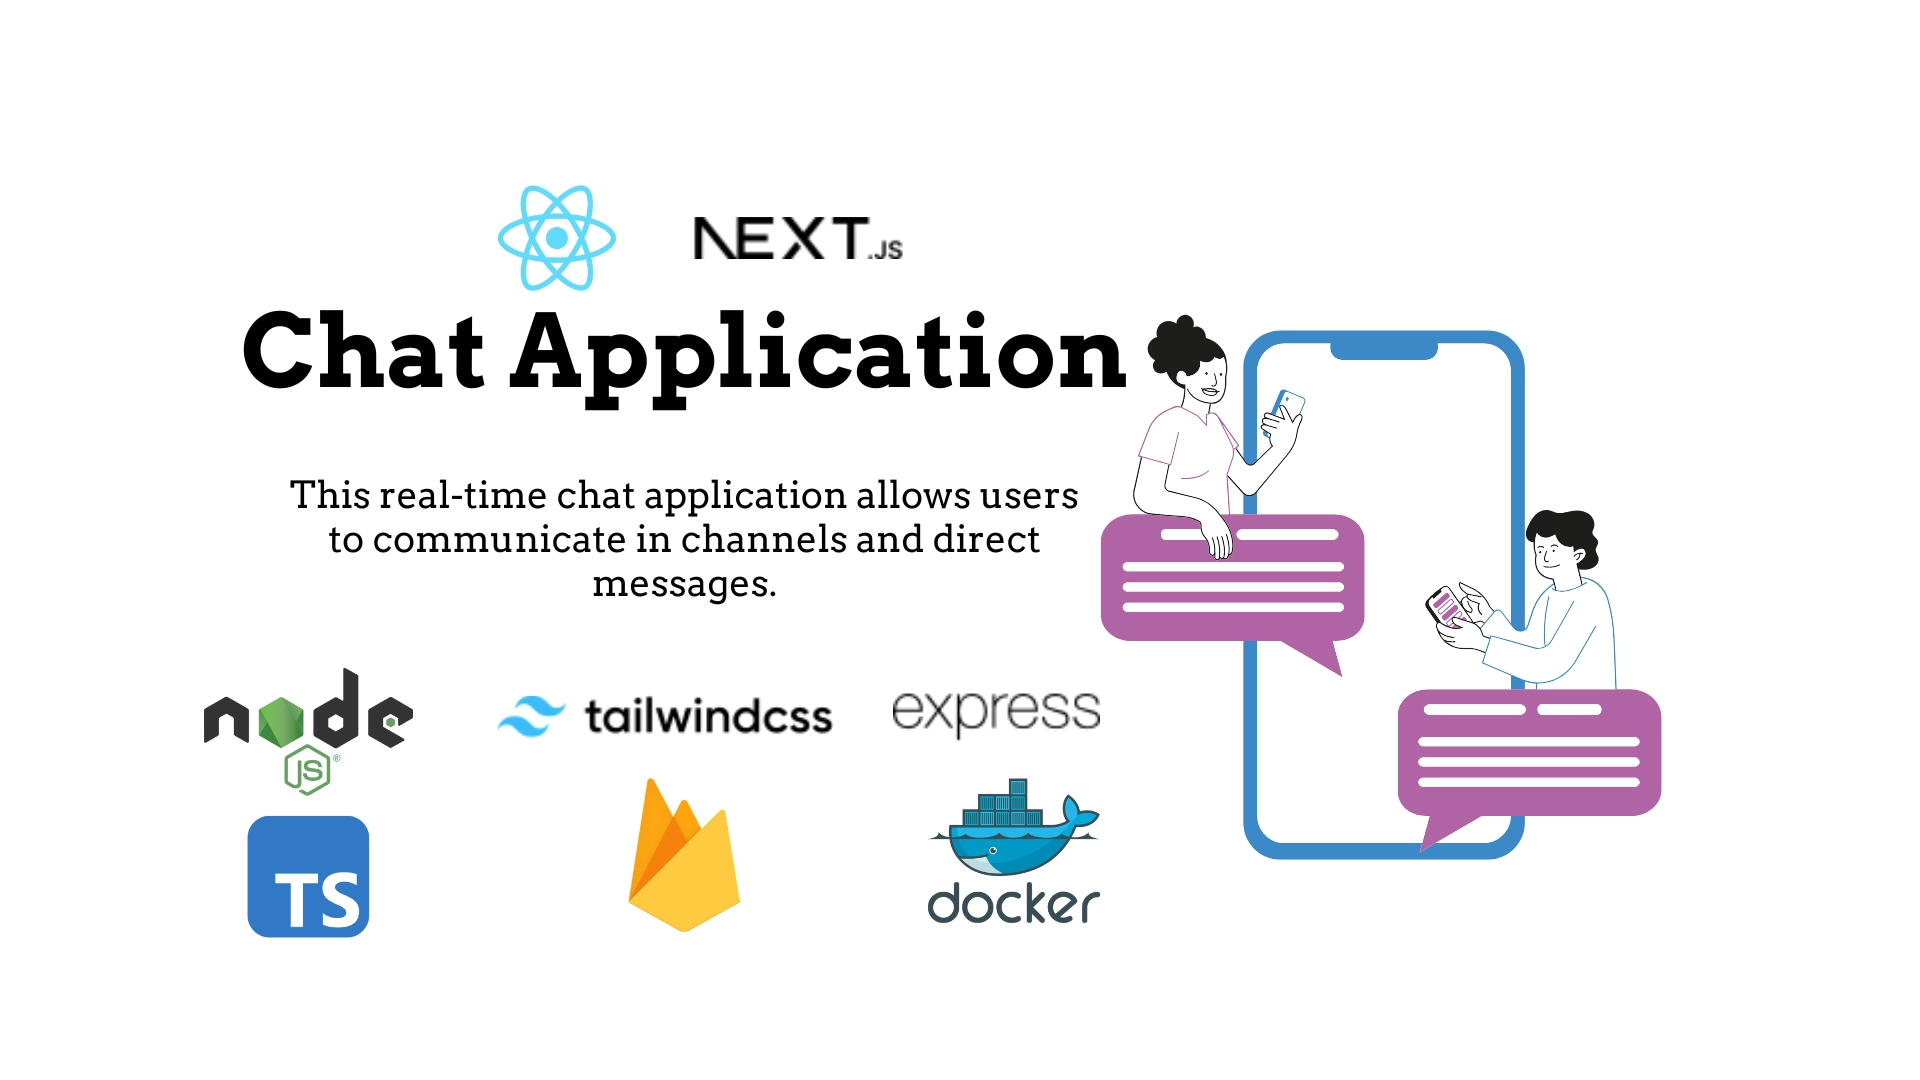 NEXT.JS
Chat Application
This real-time chat application allows users
to communicate in channels and direct
messages.
node
JS®
tailwindcss
express
TS
docker